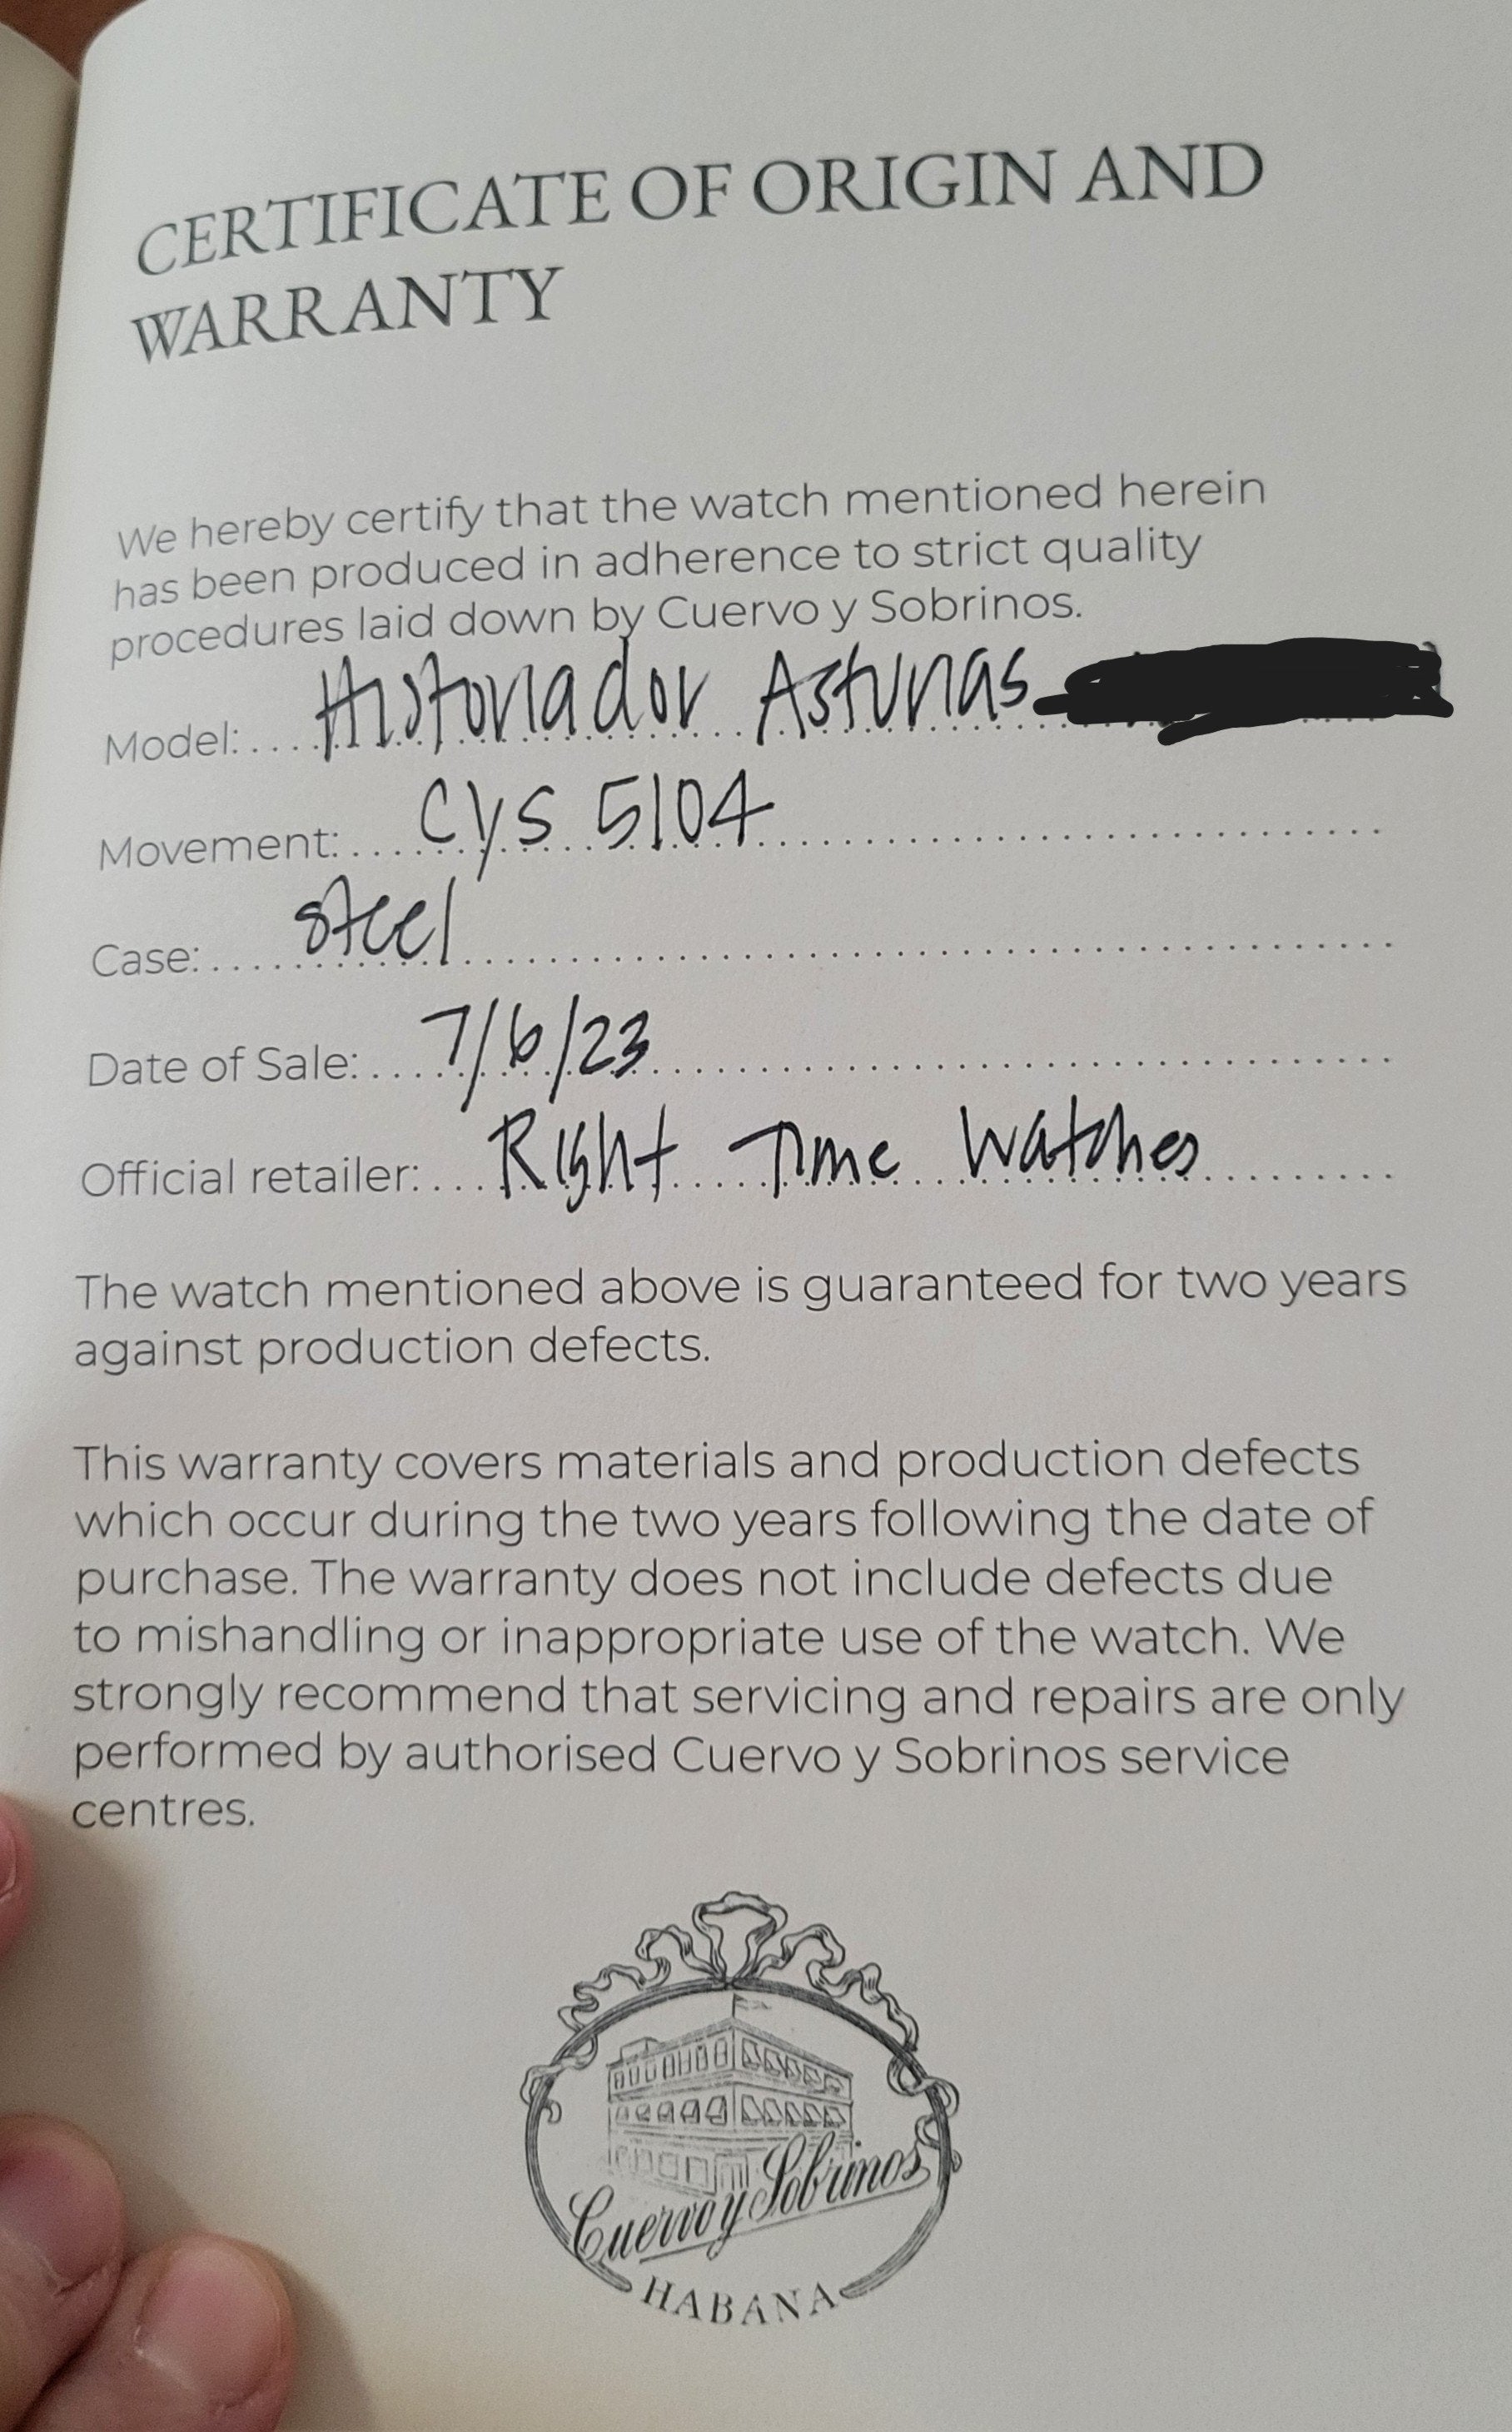 CERTIFICATE OF ORIGIN AND
WARRANTY
We hereby certify that the watch mentioned herein
has been produced in adherence to strict quality
procedures laid down by Cuervo y Sobrinos.
Model: Historiador Asturias
Movement: CyS 5104
Case: steel
Date of Sale: 7/6/23
Official retailer: Right Time Watches
The watch mentioned above is guaranteed for two years
against production defects.
This warranty covers materials and production defects
which occur during the two years following the date of
purchase. The warranty does not include defects due
to mishandling or inappropriate use of the watch. We
strongly recommend that servicing and repairs are only
performed by authorised Cuervo y Sobrinos service
centres.
Cuervo y Sobrinos
HABANA